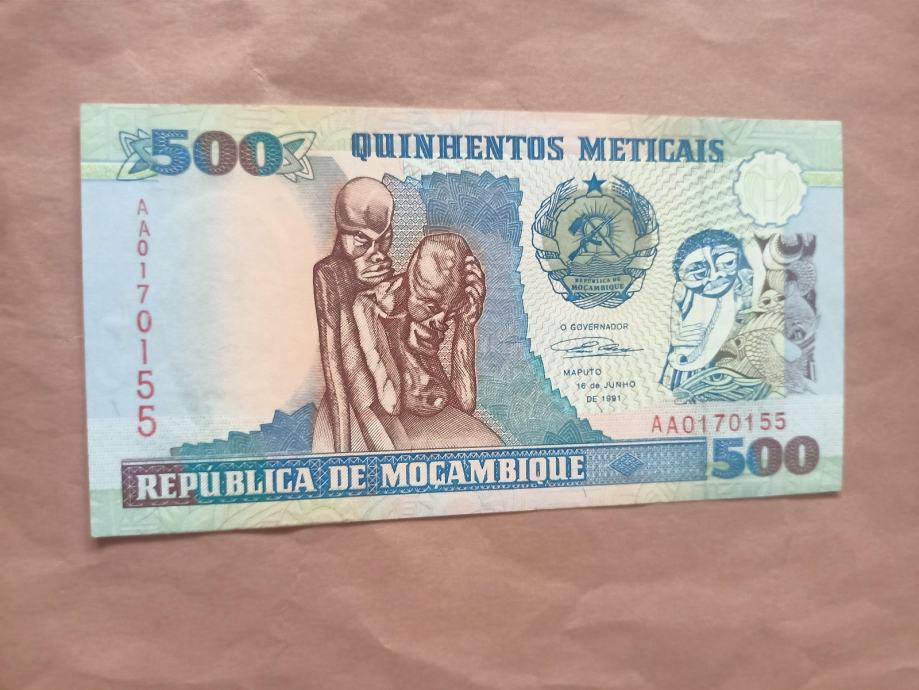 500
QUINHENTOS METICAIS
AA0170155
REPÚBLICA DE
MOÇAMBIQUE
O GOVERNADOR
MAPUTO
16 de JUNHO
DE 1991
AA0170155
500
REPÚBLICA DE MOÇAMBIQUE